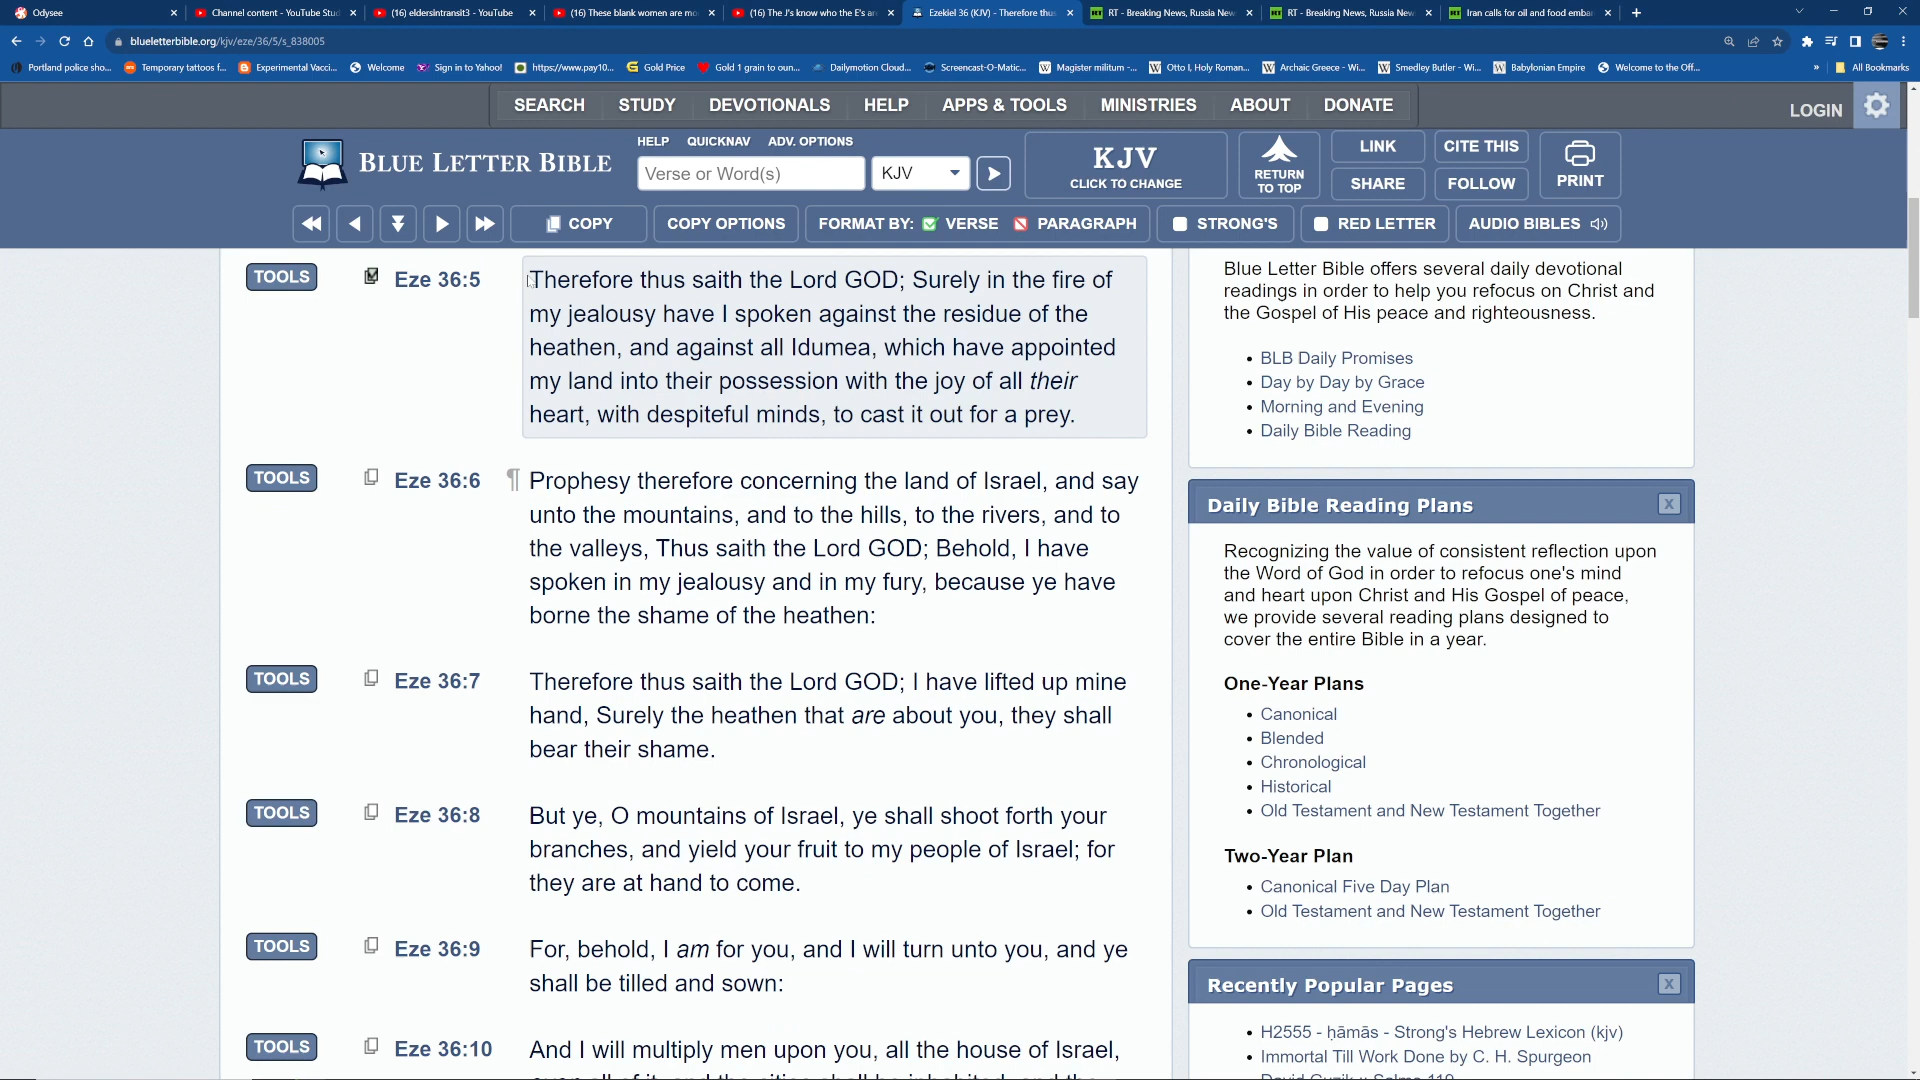 Odysee
Channel content - YouTube Stud
(16) eldersintransit3 - YouTube
(16) These blank women are mo
(16) The J's know who the E's ar
Ezekiel 36 (KJV) - Therefore thus
RT - Breaking News, Russia New
RT - Breaking News, Russia New
Iran calls for oil and food embar
blueletterbible.org/kjv/eze/36/5/s_838005
Portland police sho...
Temporary tattoos f...
Experimental Vacci...
Welcome
Sign in to Yahoo!
https://www.pay10...
Gold Price
Gold 1 grain to oun...
Dailymotion Cloud...
Screencast-O-Matic...
Magister militum -...
Otto I, Holy Roman...
Archaic Greece - Wi...
Smedley Butler - Wi...
Babylonian Empire
Welcome to the Off...
»
All Bookmarks
SEARCH STUDY DEVOTIONALS HELP APPS & TOOLS MINISTRIES ABOUT DONATE
LOGIN
BLUE LETTER BIBLE
HELP QUICKNAV ADV. OPTIONS
Verse or Word(s)
KJV
KJV
CLICK TO CHANGE
RETURN
TO TOP
LINK
CITE THIS
SHARE
FOLLOW
PRINT
COPY
COPY OPTIONS
FORMAT BY: VERSE PARAGRAPH
STRONG'S
RED LETTER
AUDIO BIBLES
TOOLS
Eze 36:5
Therefore thus saith the Lord GOD; Surely in the fire of
my jealousy have I spoken against the residue of the
heathen, and against all Idumea, which have appointed
my land into their possession with the joy of all their
heart, with despiteful minds, to cast it out for a prey.
TOOLS
Eze 36:6
¶ Prophesy therefore concerning the land of Israel, and say
unto the mountains, and to the hills, to the rivers, and to
the valleys, Thus saith the Lord GOD; Behold, I have
spoken in my jealousy and in my fury, because ye have
borne the shame of the heathen:
TOOLS
Eze 36:7
Therefore thus saith the Lord GOD; I have lifted up mine
hand, Surely the heathen that are about you, they shall
bear their shame.
TOOLS
Eze 36:8
But ye, O mountains of Israel, ye shall shoot forth your
branches, and yield your fruit to my people of Israel; for
they are at hand to come.
TOOLS
Eze 36:9
For, behold, I am for you, and I will turn unto you, and ye
shall be tilled and sown:
TOOLS
Eze 36:10
And I will multiply men upon you, all the house of Israel,
Blue Letter Bible offers several daily devotional
readings in order to help you refocus on Christ and
the Gospel of His peace and righteousness.
• BLB Daily Promises
• Day by Day by Grace
• Morning and Evening
• Daily Bible Reading
Daily Bible Reading Plans
X
Recognizing the value of consistent reflection upon
the Word of God in order to refocus one's mind
and heart upon Christ and His Gospel of peace,
we provide several reading plans designed to
cover the entire Bible in a year.
One-Year Plans
• Canonical
• Blended
• Chronological
• Historical
• Old Testament and New Testament Together
Two-Year Plan
• Canonical Five Day Plan
• Old Testament and New Testament Together
Recently Popular Pages
X
• H2555 - ḥāmās - Strong's Hebrew Lexicon (kjv)
• Immortal Till Work Done by C. H. Spurgeon